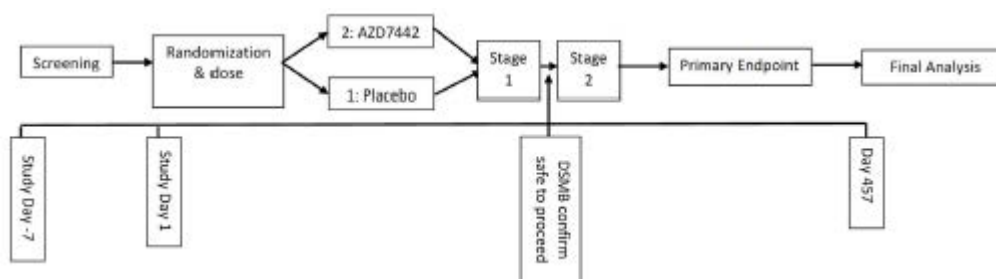 Screening
Randomization
& dose
2: AZD7442
1: Placebo
Stage
1
Stage
2
Primary Endpoint
Final Analysis
Study Day -7
Study Day 1
DSMB confirm
safe to proceed
Day 457